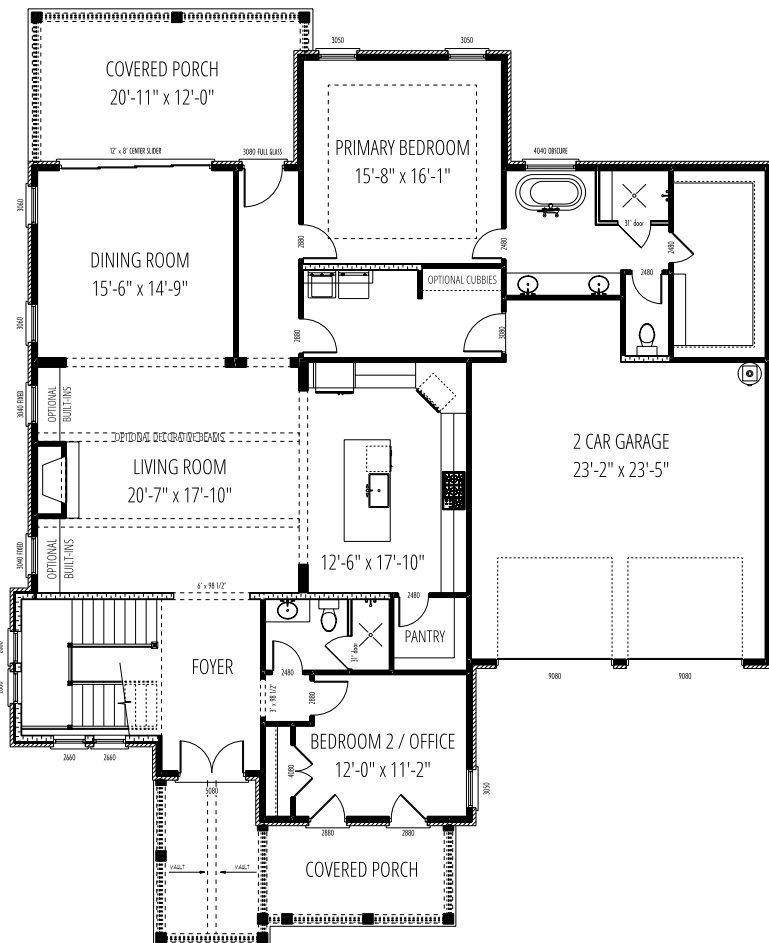 3050
3050
COVERED PORCH
20'-11" x 12'-0"
12' x 8' CENTER SLIDER
3080 FULL GLASS
PRIMARY BEDROOM
15'-8" x 16'-1"
4040 OBSCURE
3060
31" door
2880
2480
2480
2480
DINING ROOM
15'-6" x 14'-9"
OPTIONAL CUBBIES
3060
2880
3080
3040 FIXED
OPTIONAL
BUILT-INS
OPTIONAL DECORATIVE BEAMS
LIVING ROOM
20'-7" x 17'-10"
2 CAR GARAGE
23'-2" x 23'-5"
3040 FIXED
OPTIONAL
BUILT-INS
12'-6" x 17'-10"
6' x 98 1/2"
2480
PANTRY
31" door
FOYER
2480
3' x 98 1/2"
2880
9080
9080
BEDROOM 2 / OFFICE
12'-0" x 11'-2"
2660
2660
4080
3050
5080
2880
2880
VAULT
VAULT
COVERED PORCH